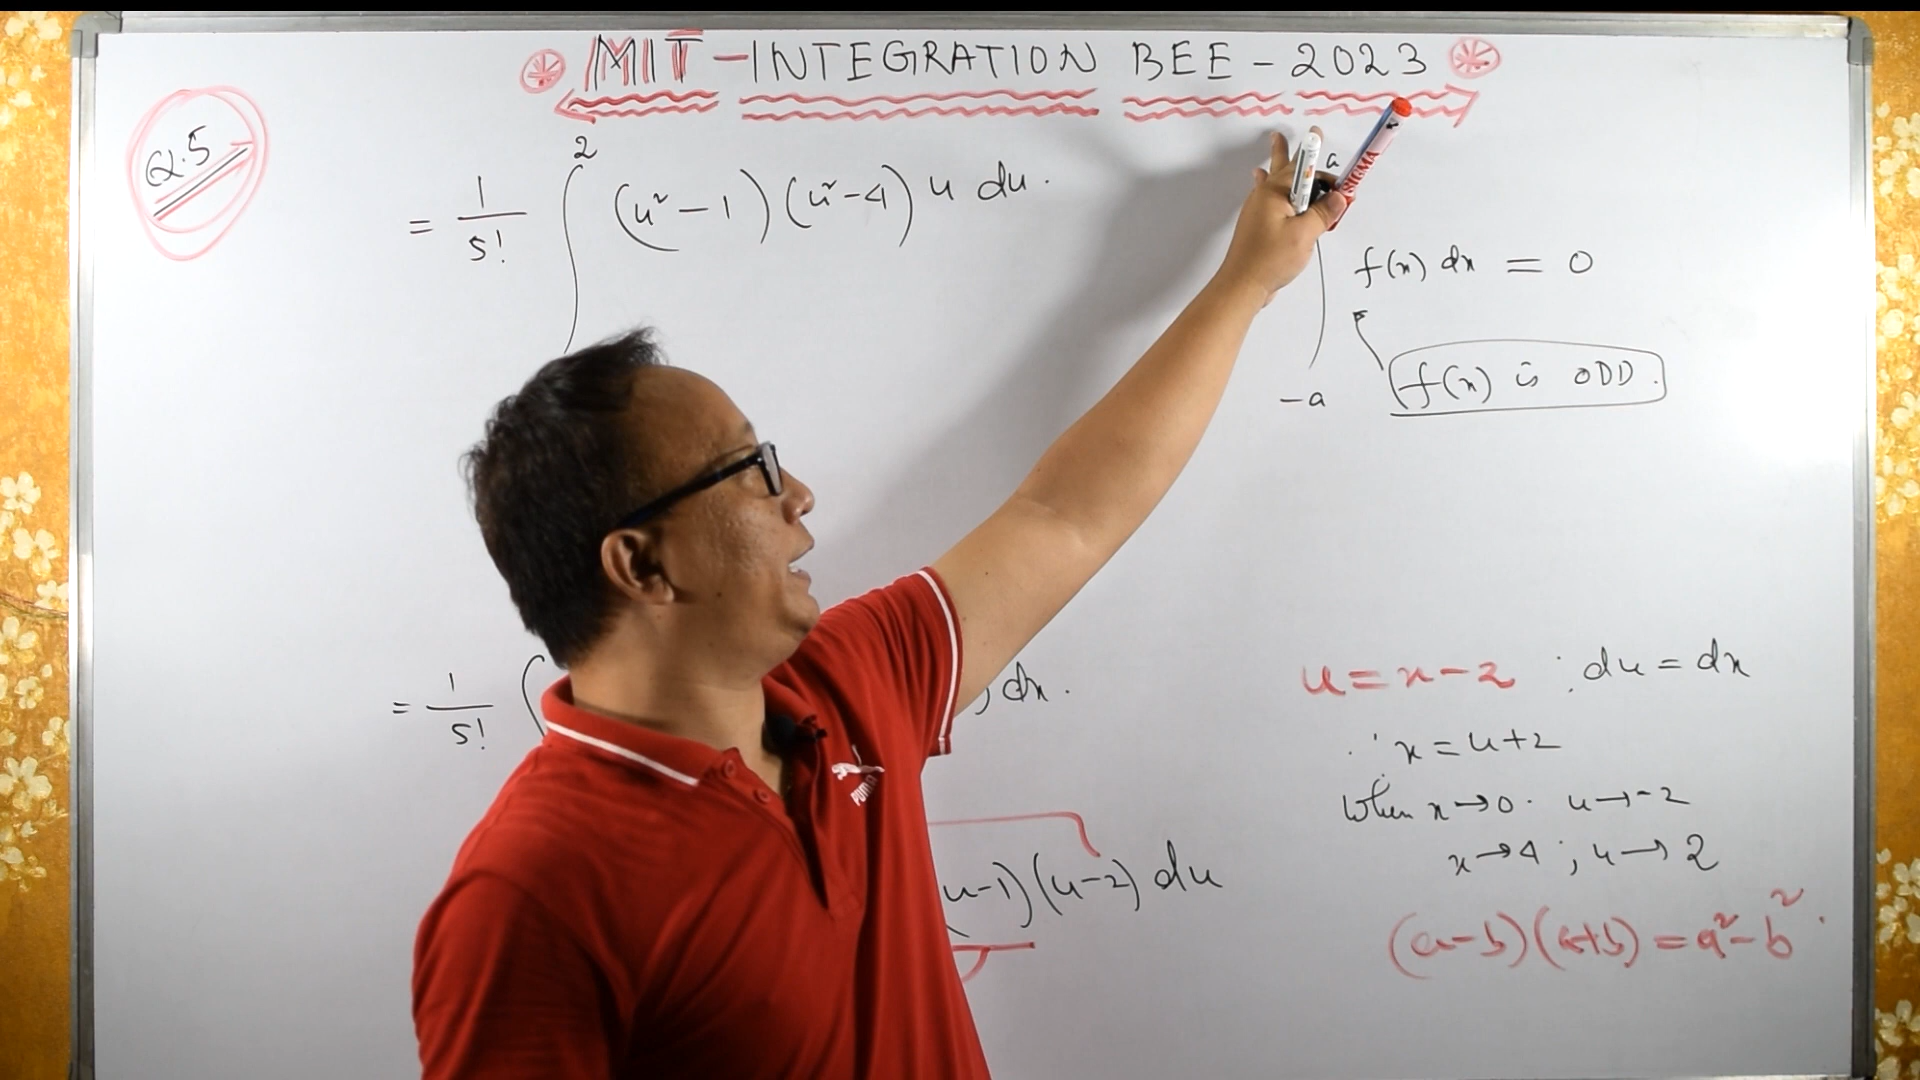 MIT - INTEGRATION BEE - 2023
Q.5
= 1/5! ∫ 2 (u² - 1)(u² - 4) u du.
a
∫ f(x) dx = 0
-a
f(x) is ODD.
SIGMA
= 1/5! ∫ ) dx.
u = x - 2 ; du = dx
∴ x = u + 2
When x → 0. u → -2
x → 4 ; u → 2
u-1)(u-2) du
(a-b)(a+b) = a² - b².
PUMA